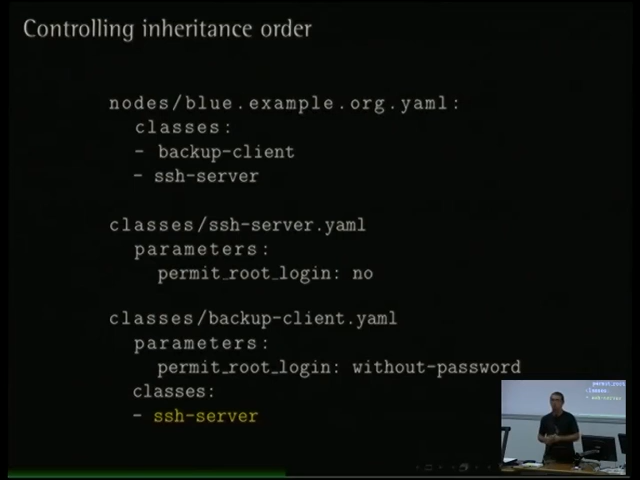 Controlling inheritance order
nodes/blue.example.org.yaml:
classes:
- backup-client
- ssh-server
classes/ssh-server.yaml
parameters:
permit_root_login: no
classes/backup-client.yaml
parameters:
permit_root_login: without-password
classes:
- ssh-server